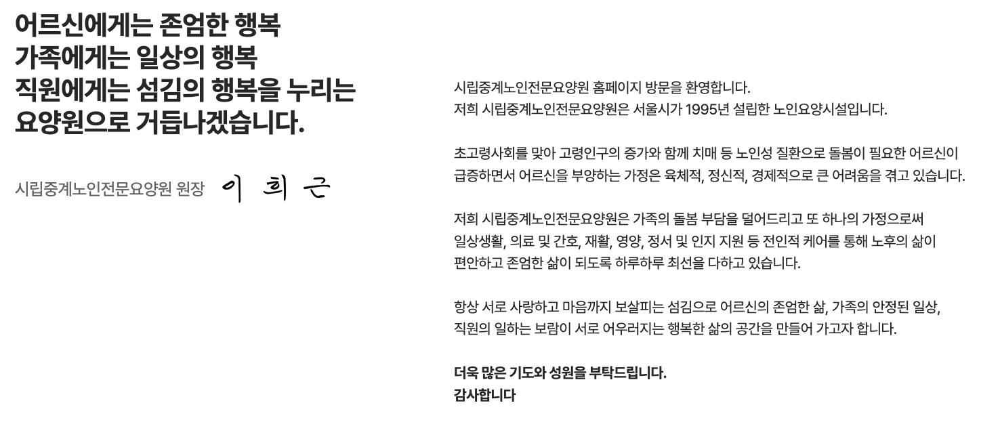 어르신에게는 존엄한 행복
가족에게는 일상의 행복
직원에게는 섬김의 행복을 누리는
요양원으로 거듭나겠습니다.
시립중계노인전문요양원 원장 이 희 근
시립중계노인전문요양원 홈페이지 방문을 환영합니다.
저희 시립중계노인전문요양원은 서울시가 1995년 설립한 노인요양시설입니다.
초고령사회를 맞아 고령인구의 증가와 함께 치매 등 노인성 질환으로 돌봄이 필요한 어르신이
급증하면서 어르신을 부양하는 가정은 육체적, 정신적, 경제적으로 큰 어려움을 겪고 있습니다.
저희 시립중계노인전문요양원은 가족의 돌봄 부담을 덜어드리고 또 하나의 가정으로써
일상생활, 의료 및 간호, 재활, 영양, 정서 및 인지 지원 등 전인적 케어를 통해 노후의 삶이
편안하고 존엄한 삶이 되도록 하루하루 최선을 다하고 있습니다.
항상 서로 사랑하고 마음까지 보살피는 섬김으로 어르신의 존엄한 삶, 가족의 안정된 일상,
직원의 일하는 보람이 서로 어우러지는 행복한 삶의 공간을 만들어 가고자 합니다.
더욱 많은 기도와 성원을 부탁드립니다.
감사합니다